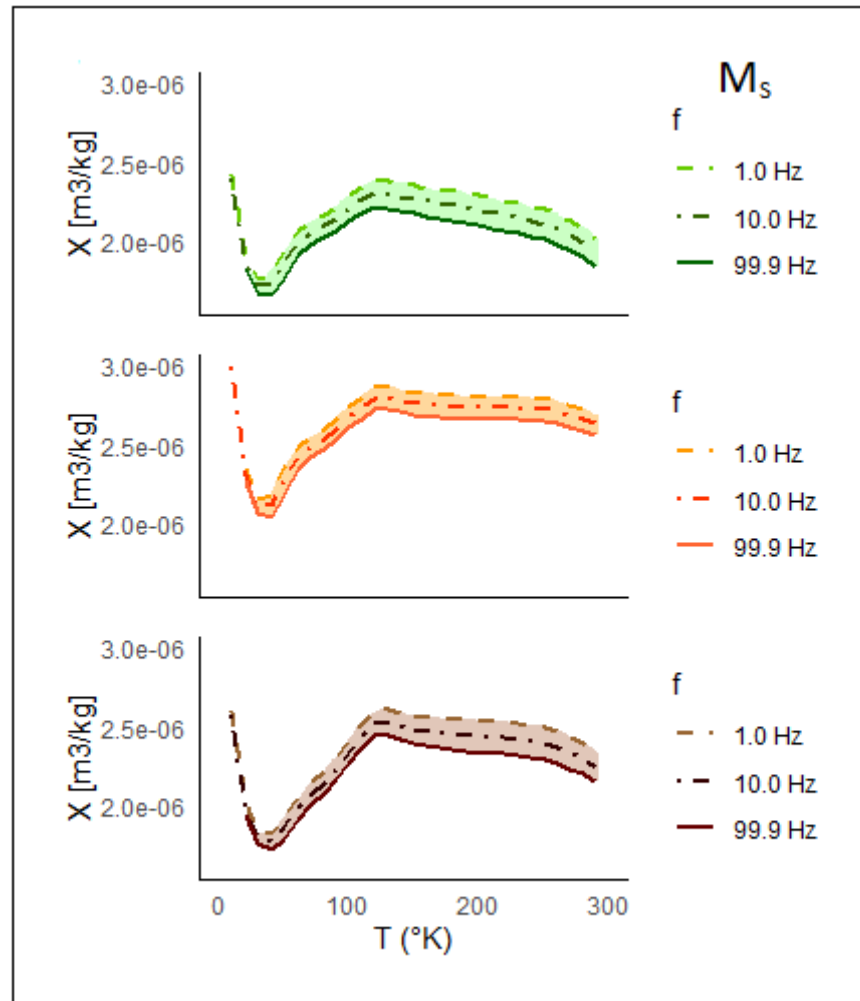 Ms
3.0e-06
2.5e-06
2.0e-06
X [m3/kg]
f
1.0 Hz
10.0 Hz
99.9 Hz
3.0e-06
2.5e-06
2.0e-06
X [m3/kg]
f
1.0 Hz
10.0 Hz
99.9 Hz
3.0e-06
2.5e-06
2.0e-06
X [m3/kg]
f
1.0 Hz
10.0 Hz
99.9 Hz
0 100 200 300
T (°K)